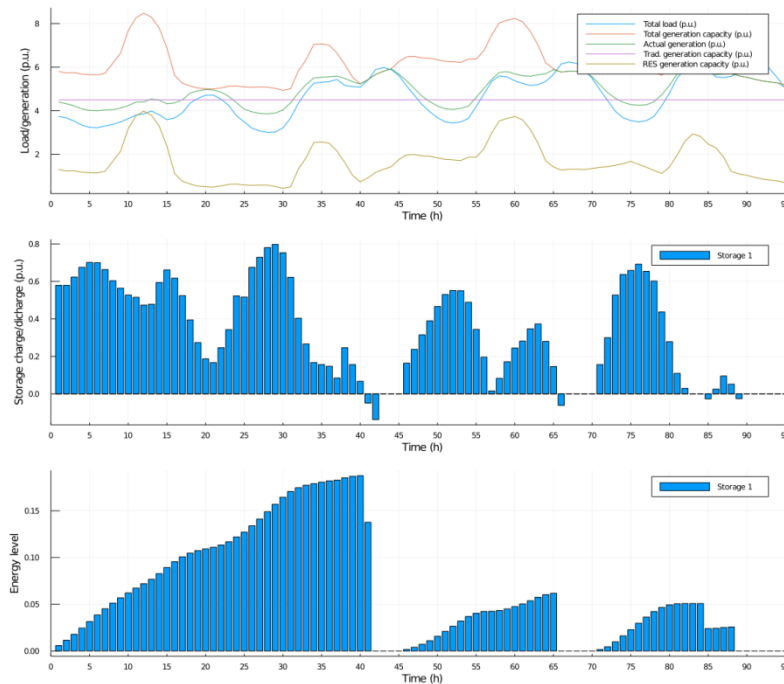 Load/generation (p.u.)
8
6
4
2
Total load (p.u.)
Total generation capacity (p.u.)
Actual generation (p.u.)
Trad. generation capacity (p.u.)
RES generation capacity (p.u.)
0 5 10 15 20 25 30 35 40 45 50 55 60 65 70 75 80 85 90 95
Time (h)
Storage charge/dicharge (p.u.)
0.8
0.6
0.4
0.2
0.0
Storage 1
0 5 10 15 20 25 30 35 40 45 50 55 60 65 70 75 80 85 90 95
Time (h)
Energy level
0.15
0.10
0.05
0.00
Storage 1
0 5 10 15 20 25 30 35 40 45 50 55 60 65 70 75 80 85 90 95
Time (h)